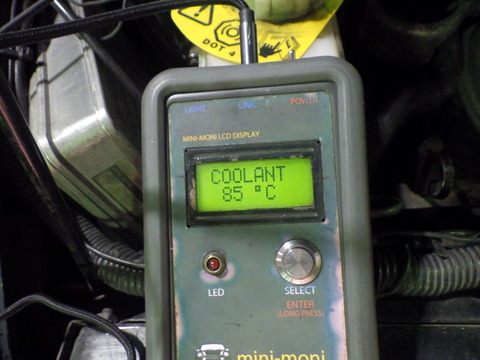 DOT 4
LIGHT
LINK
POWER
MINI-MONI LCD DISPLAY
COOLANT
85 °C
LED
SELECT
ENTER
(LONG PRESS)
mini-moni